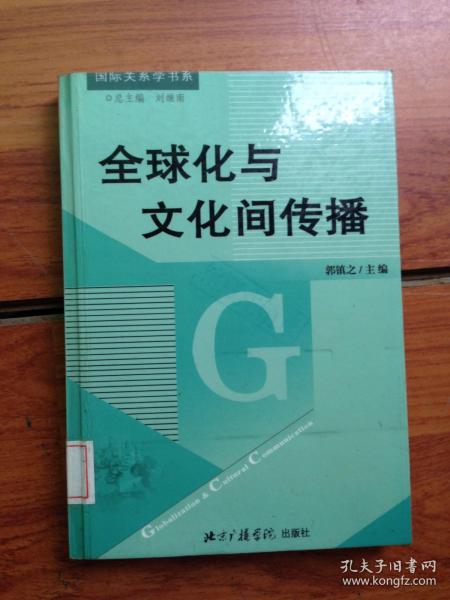 国际关系学书系
◎总主编 刘继南
全球化与
文化间传播
郭镇之/主编
G
Globalization & Cultural Communication
北京广播学院 出版社
孔夫子旧书网
www.kongfz.com